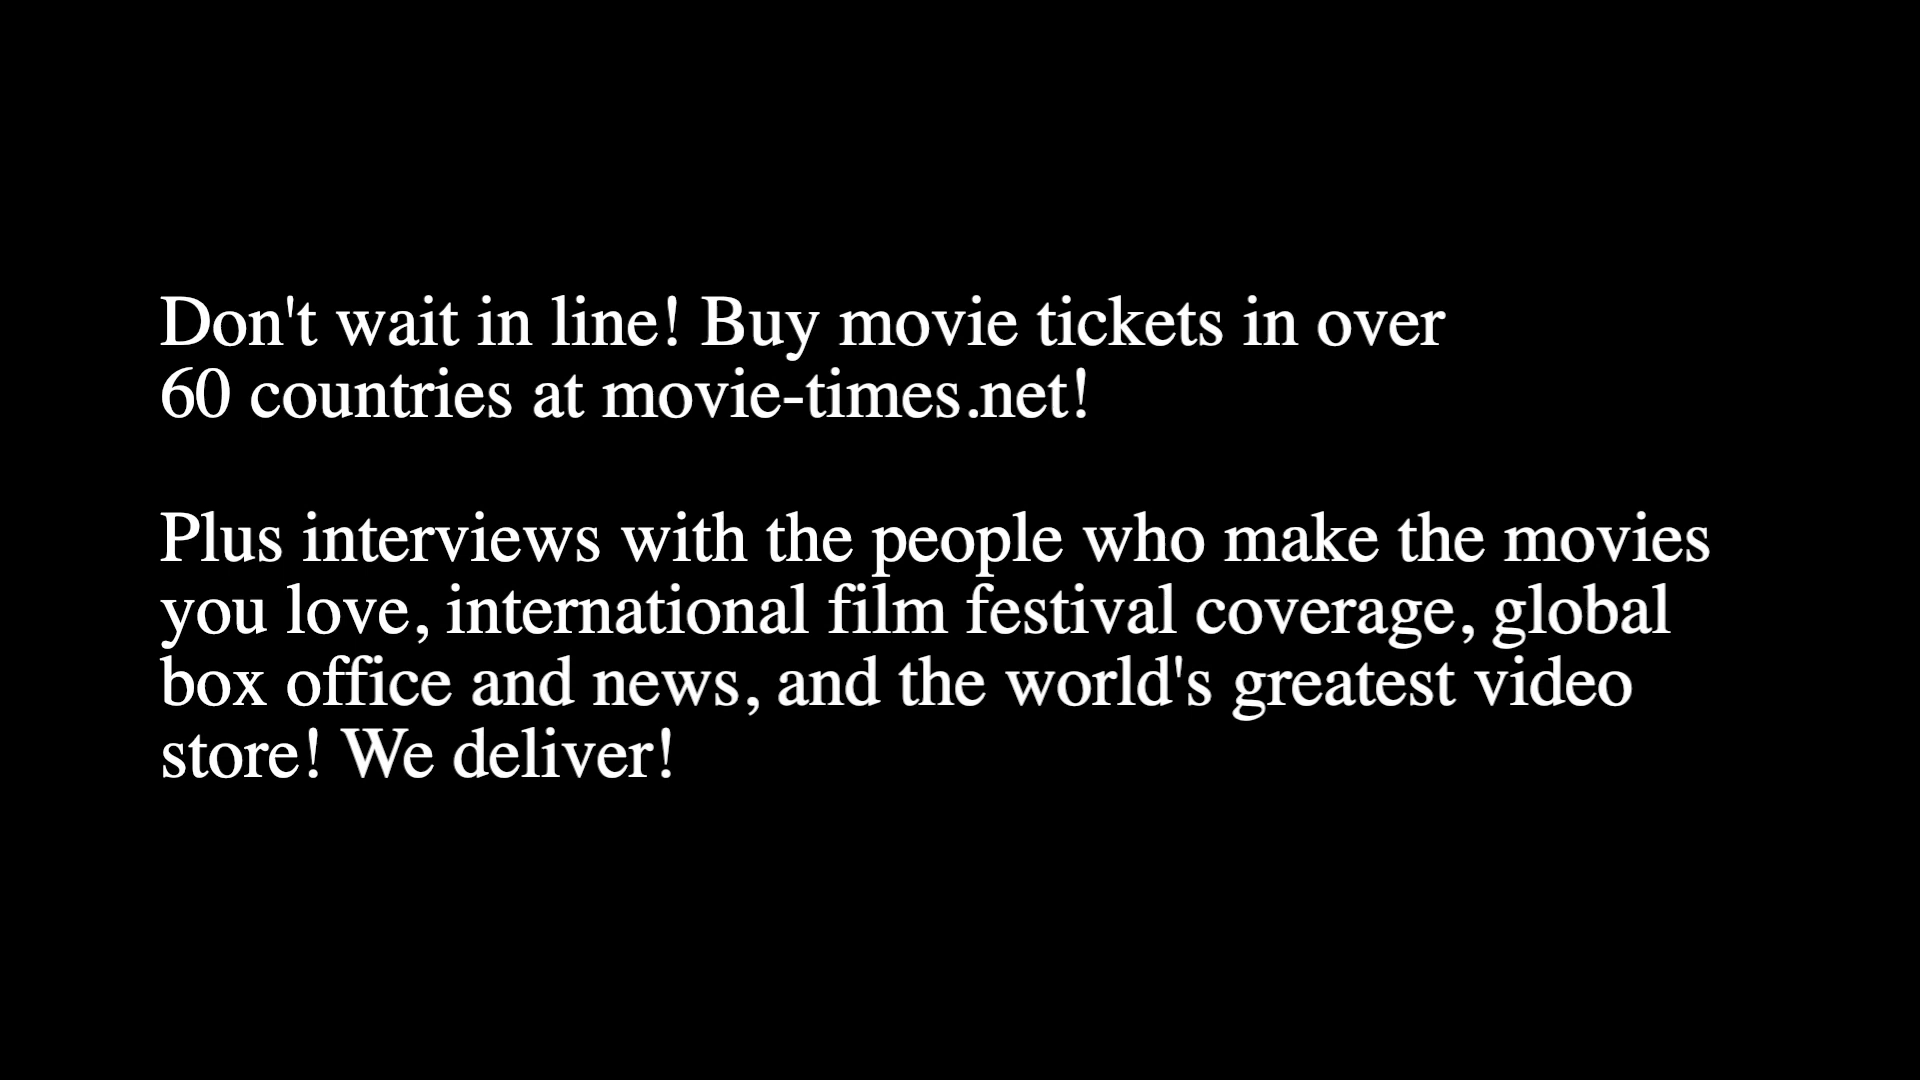 Don't wait in line! Buy movie tickets in over
60 countries at movie-times.net!
Plus interviews with the people who make the movies
you love, international film festival coverage, global
box office and news, and the world's greatest video
store! We deliver!